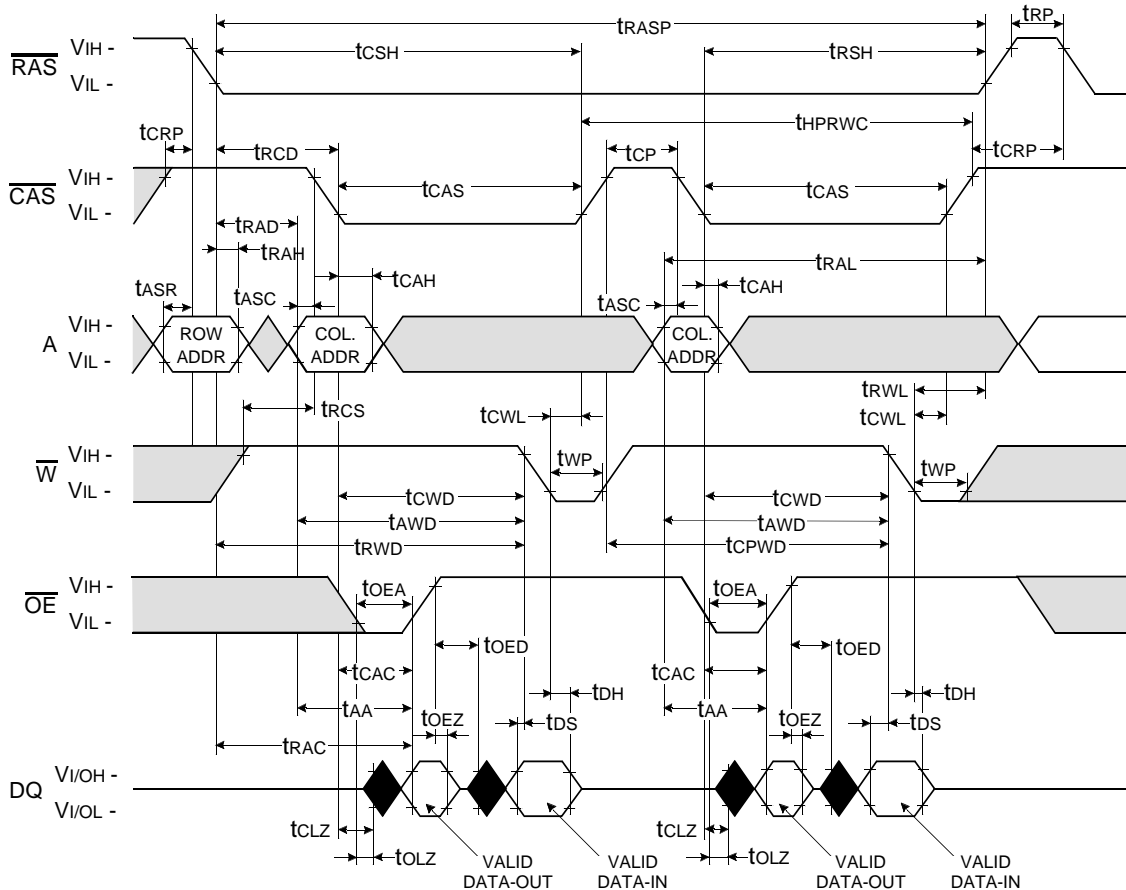 tRASP
tRP
tCSH
tRSH
RAS
VIH -
VIL -
tHPRWC
tCRP
tRCD
tCP
tCRP
CAS
VIH -
VIL -
tCAS
tCAS
tRAD
tRAH
tRAL
tASR
tASC
tCAH
tASC
tCAH
A
VIH -
VIL -
ROW
ADDR
COL.
ADDR
COL.
ADDR
tRWL
tRCS
tCWL
tCWL
W
VIH -
VIL -
tWP
tWP
tCWD
tCWD
tAWD
tAWD
tRWD
tCPWD
OE
VIH -
VIL -
tOEA
tOEA
tOED
tOED
tCAC
tCAC
tDH
tDH
tAA
tOEZ
tDS
tAA
tOEZ
tDS
tRAC
DQ
VI/OH -
VI/OL -
tCLZ
tCLZ
tOLZ
tOLZ
VALID
DATA-OUT
VALID
DATA-IN
VALID
DATA-OUT
VALID
DATA-IN